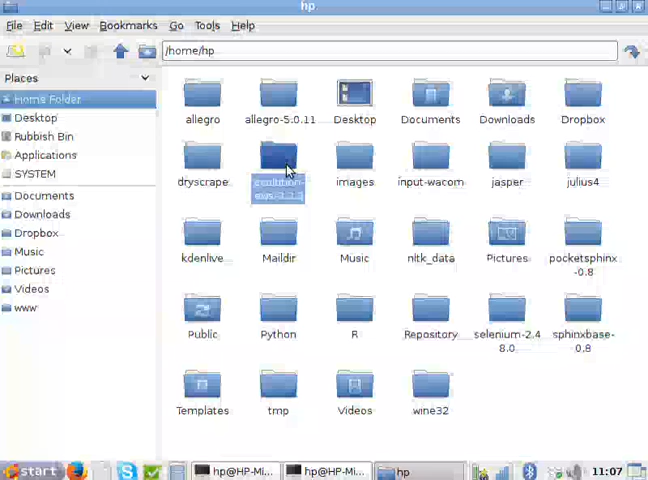 hp
File Edit View Bookmarks Go Tools Help
/home/hp
Places
Home Folder
Desktop
Rubbish Bin
Applications
SYSTEM
Documents
Downloads
Dropbox
Music
Pictures
Videos
www
allegro allegro-5.0.11 Desktop Documents Downloads Dropbox
dryscrape images input-wacom jasper julius4
kdenlive Maildir Music nltk_data Pictures pocketsphinx
-0.8
Public Python R Repository selenium-2.4 sphinxbase-
8.0 0.8
Templates tmp Videos wine32
start hp@HP-Mi... hp@HP-Mi... hp 11:07